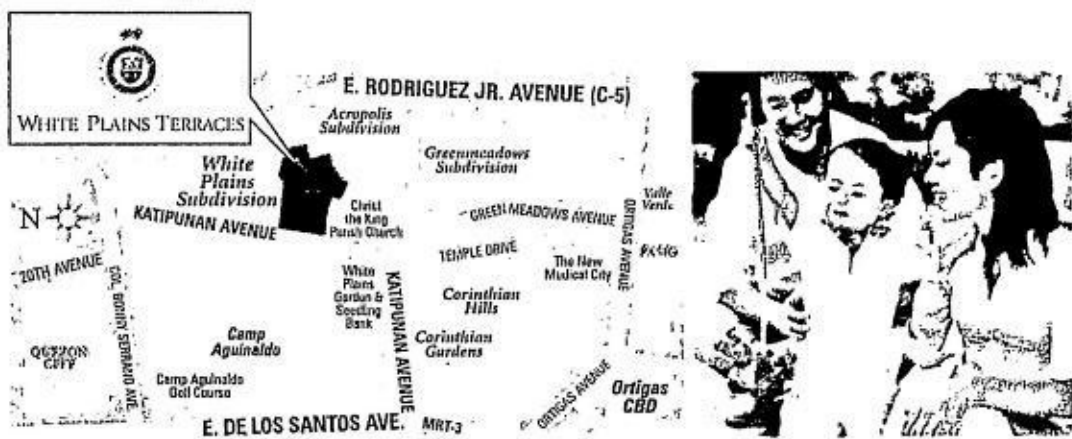 WHITE PLAINS TERRACES
E. RODRIGUEZ JR. AVENUE (C-5)
Acropolis
Subdivision
White
Plains
Subdivision
Greenmeadows
Subdivision
N
KATIPUNAN AVENUE
Christ
the King
Parish Church
GREEN MEADOWS AVENUE
Valle
Verde
ORTIGAS AVENUE
PASIG
20TH AVENUE
COL. BONNY SERRANO AVE.
White
Plains
Garden &
Seedling
Bank
KATIPUNAN AVENUE
TEMPLE DRIVE
The New
Medical City
Corinthian
Hills
QUEZON
CITY
Camp
Aguinaldo
Corinthian
Gardens
Camp Aguinaldo
Golf Course
ORTIGAS AVENUE
Ortigas
CBD
E. DE LOS SANTOS AVE.
MRT-3